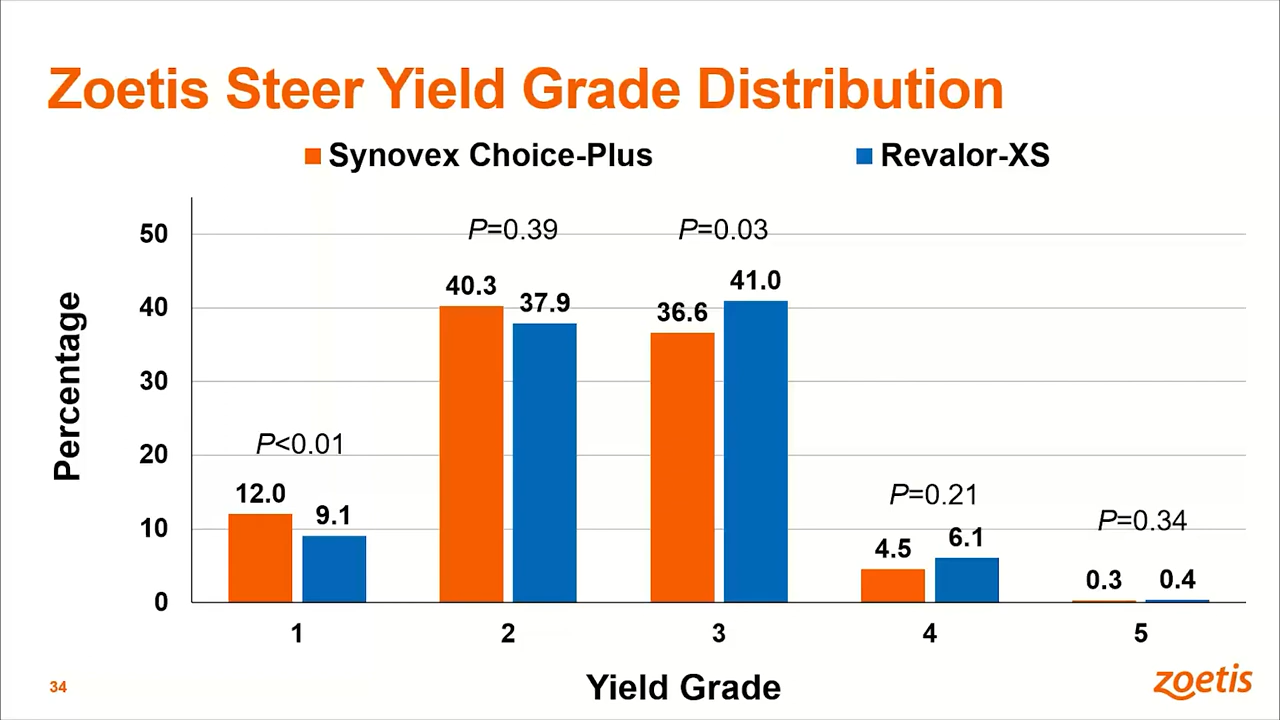 Zoetis Steer Yield Grade Distribution
Synovex Choice-Plus Revalor-XS
Percentage
50
40
30
20
10
0
P<0.01
12.0 9.1
P=0.39
40.3 37.9
P=0.03
36.6 41.0
P=0.21
4.5 6.1
P=0.34
0.3 0.4
1 2 3 4 5
Yield Grade
34
zoetis